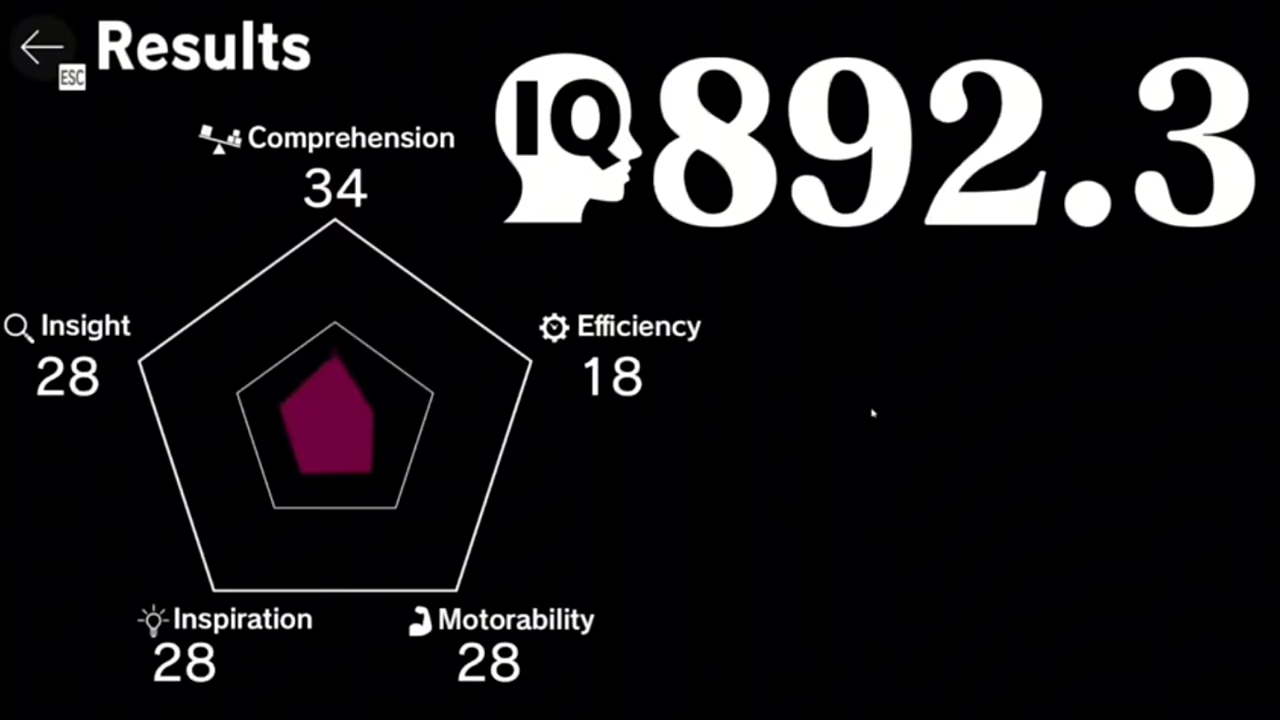 Results
ESC
IQ 892.3
Comprehension
34
Insight
28
Efficiency
18
Inspiration
28
Motorability
28